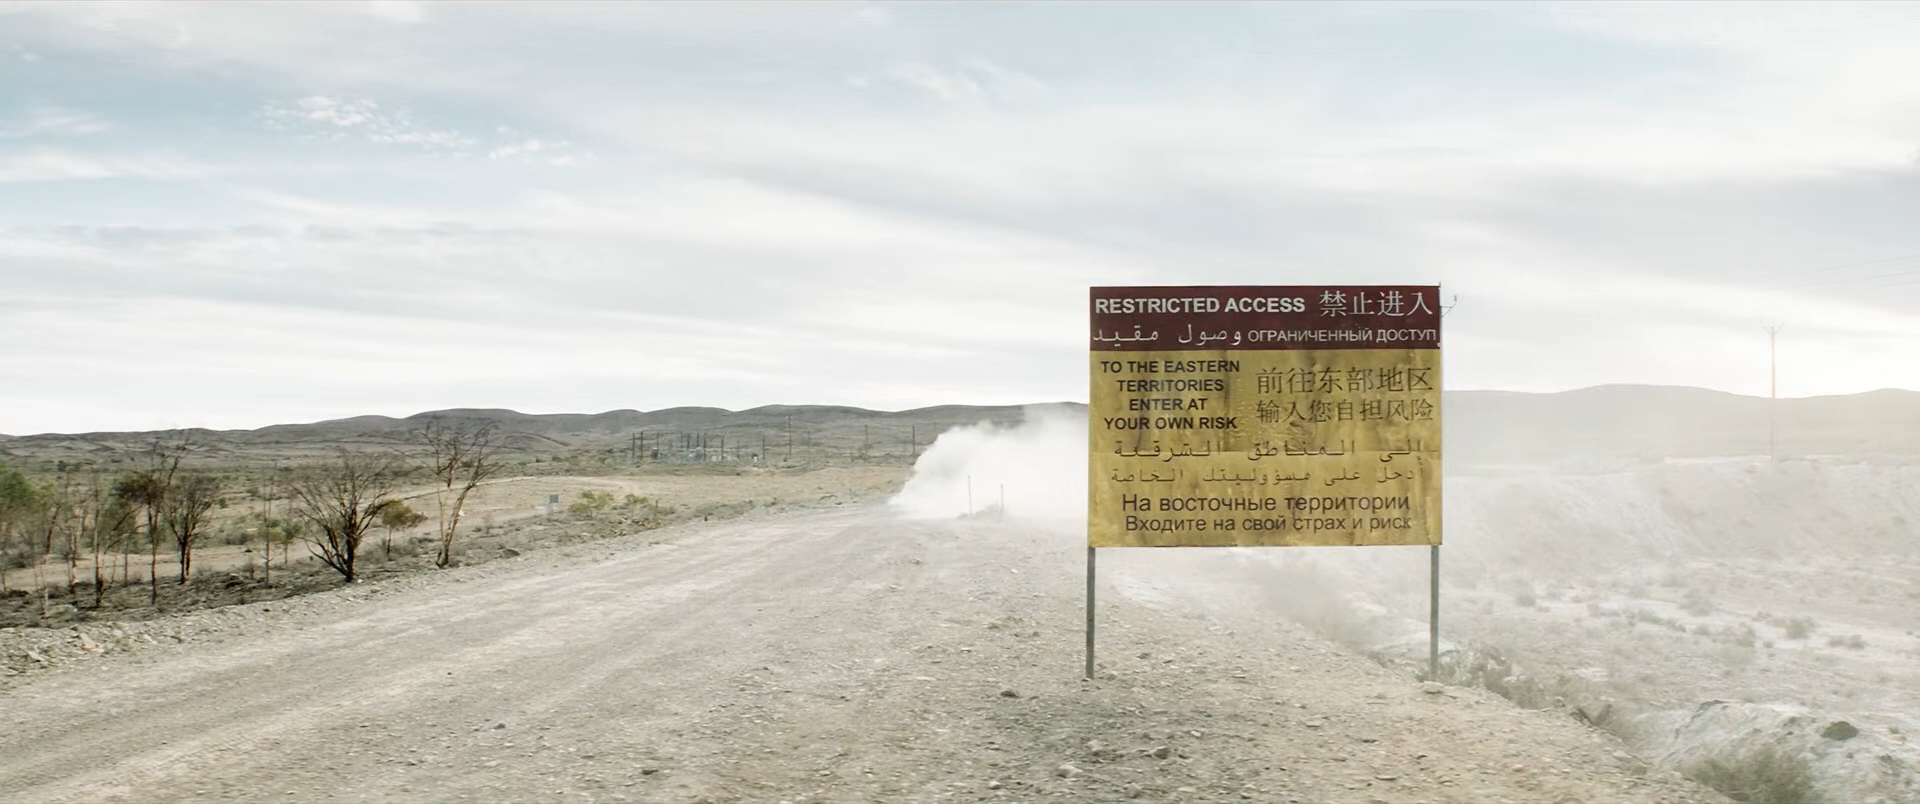 RESTRICTED ACCESS 禁止进入
وصول مقيد ОГРАНИЧЕННЫЙ ДОСТУП
TO THE EASTERN
TERRITORIES
ENTER AT
YOUR OWN RISK
前往东部地区
输入您自担风险
إلى المناطق الشرقية
أدخل على مسؤوليتك الخاصة
На восточные территории
Входите на свой страх и риск